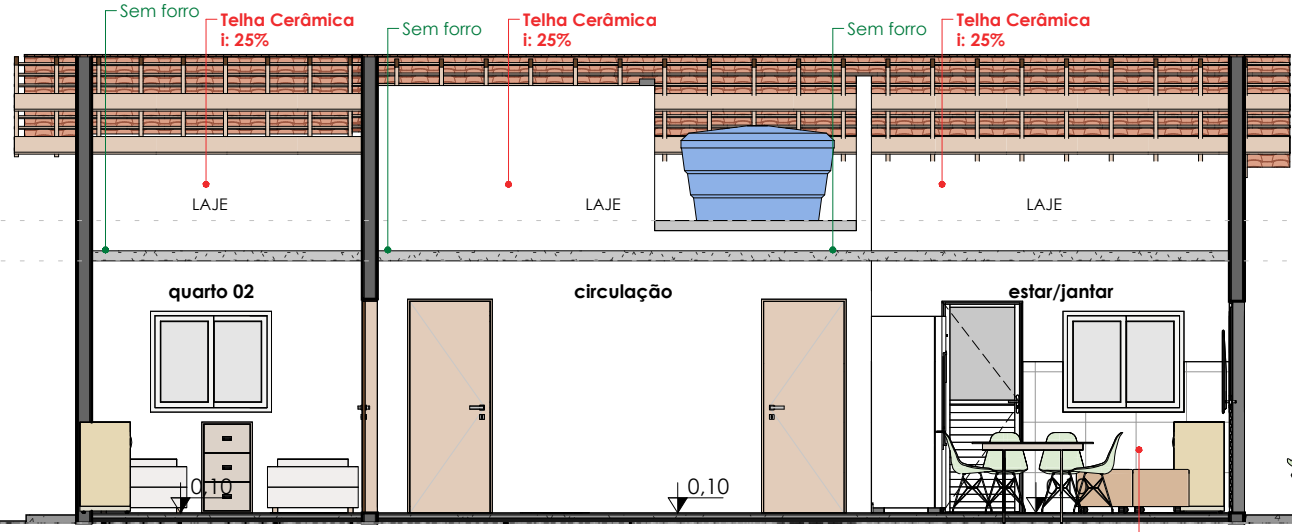 Sem forro
Telha Cerâmica
i: 25%
Sem forro
Telha Cerâmica
i: 25%
Sem forro
Telha Cerâmica
i: 25%
LAJE
LAJE
LAJE
quarto 02
circulação
estar/jantar
0,10
0,10